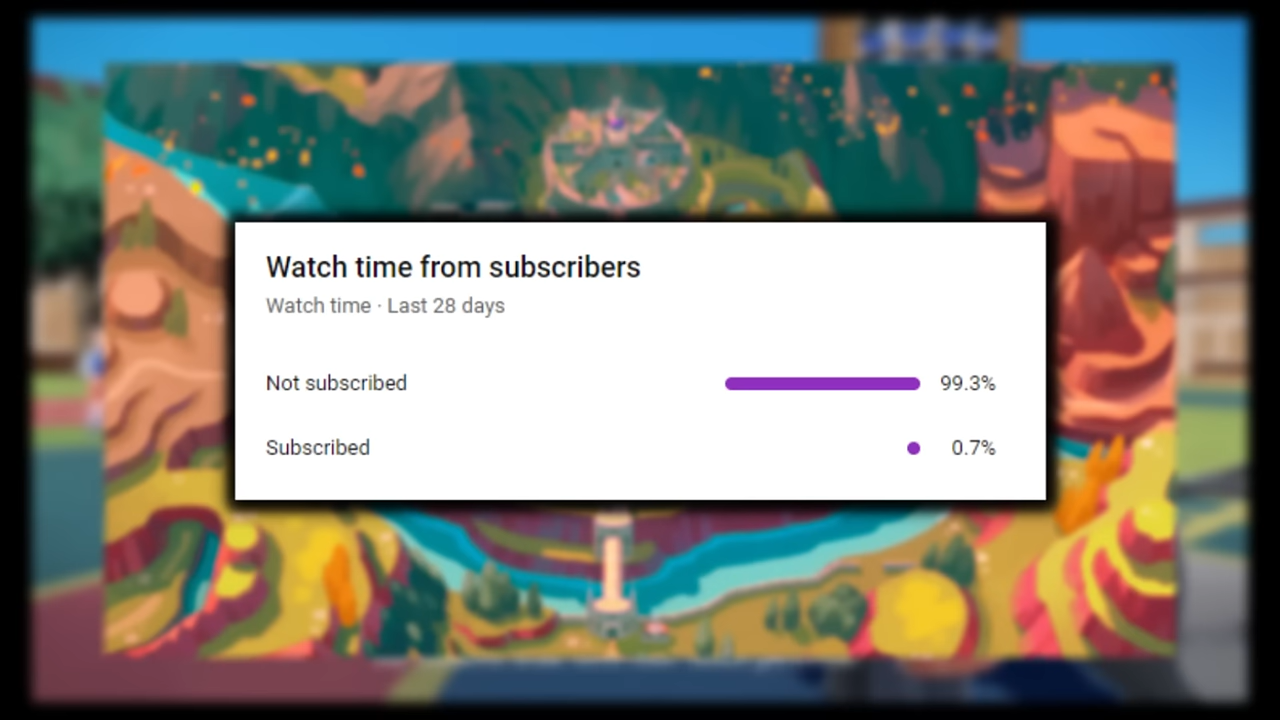 Watch time from subscribers
Watch time · Last 28 days
Not subscribed 99.3%
Subscribed 0.7%